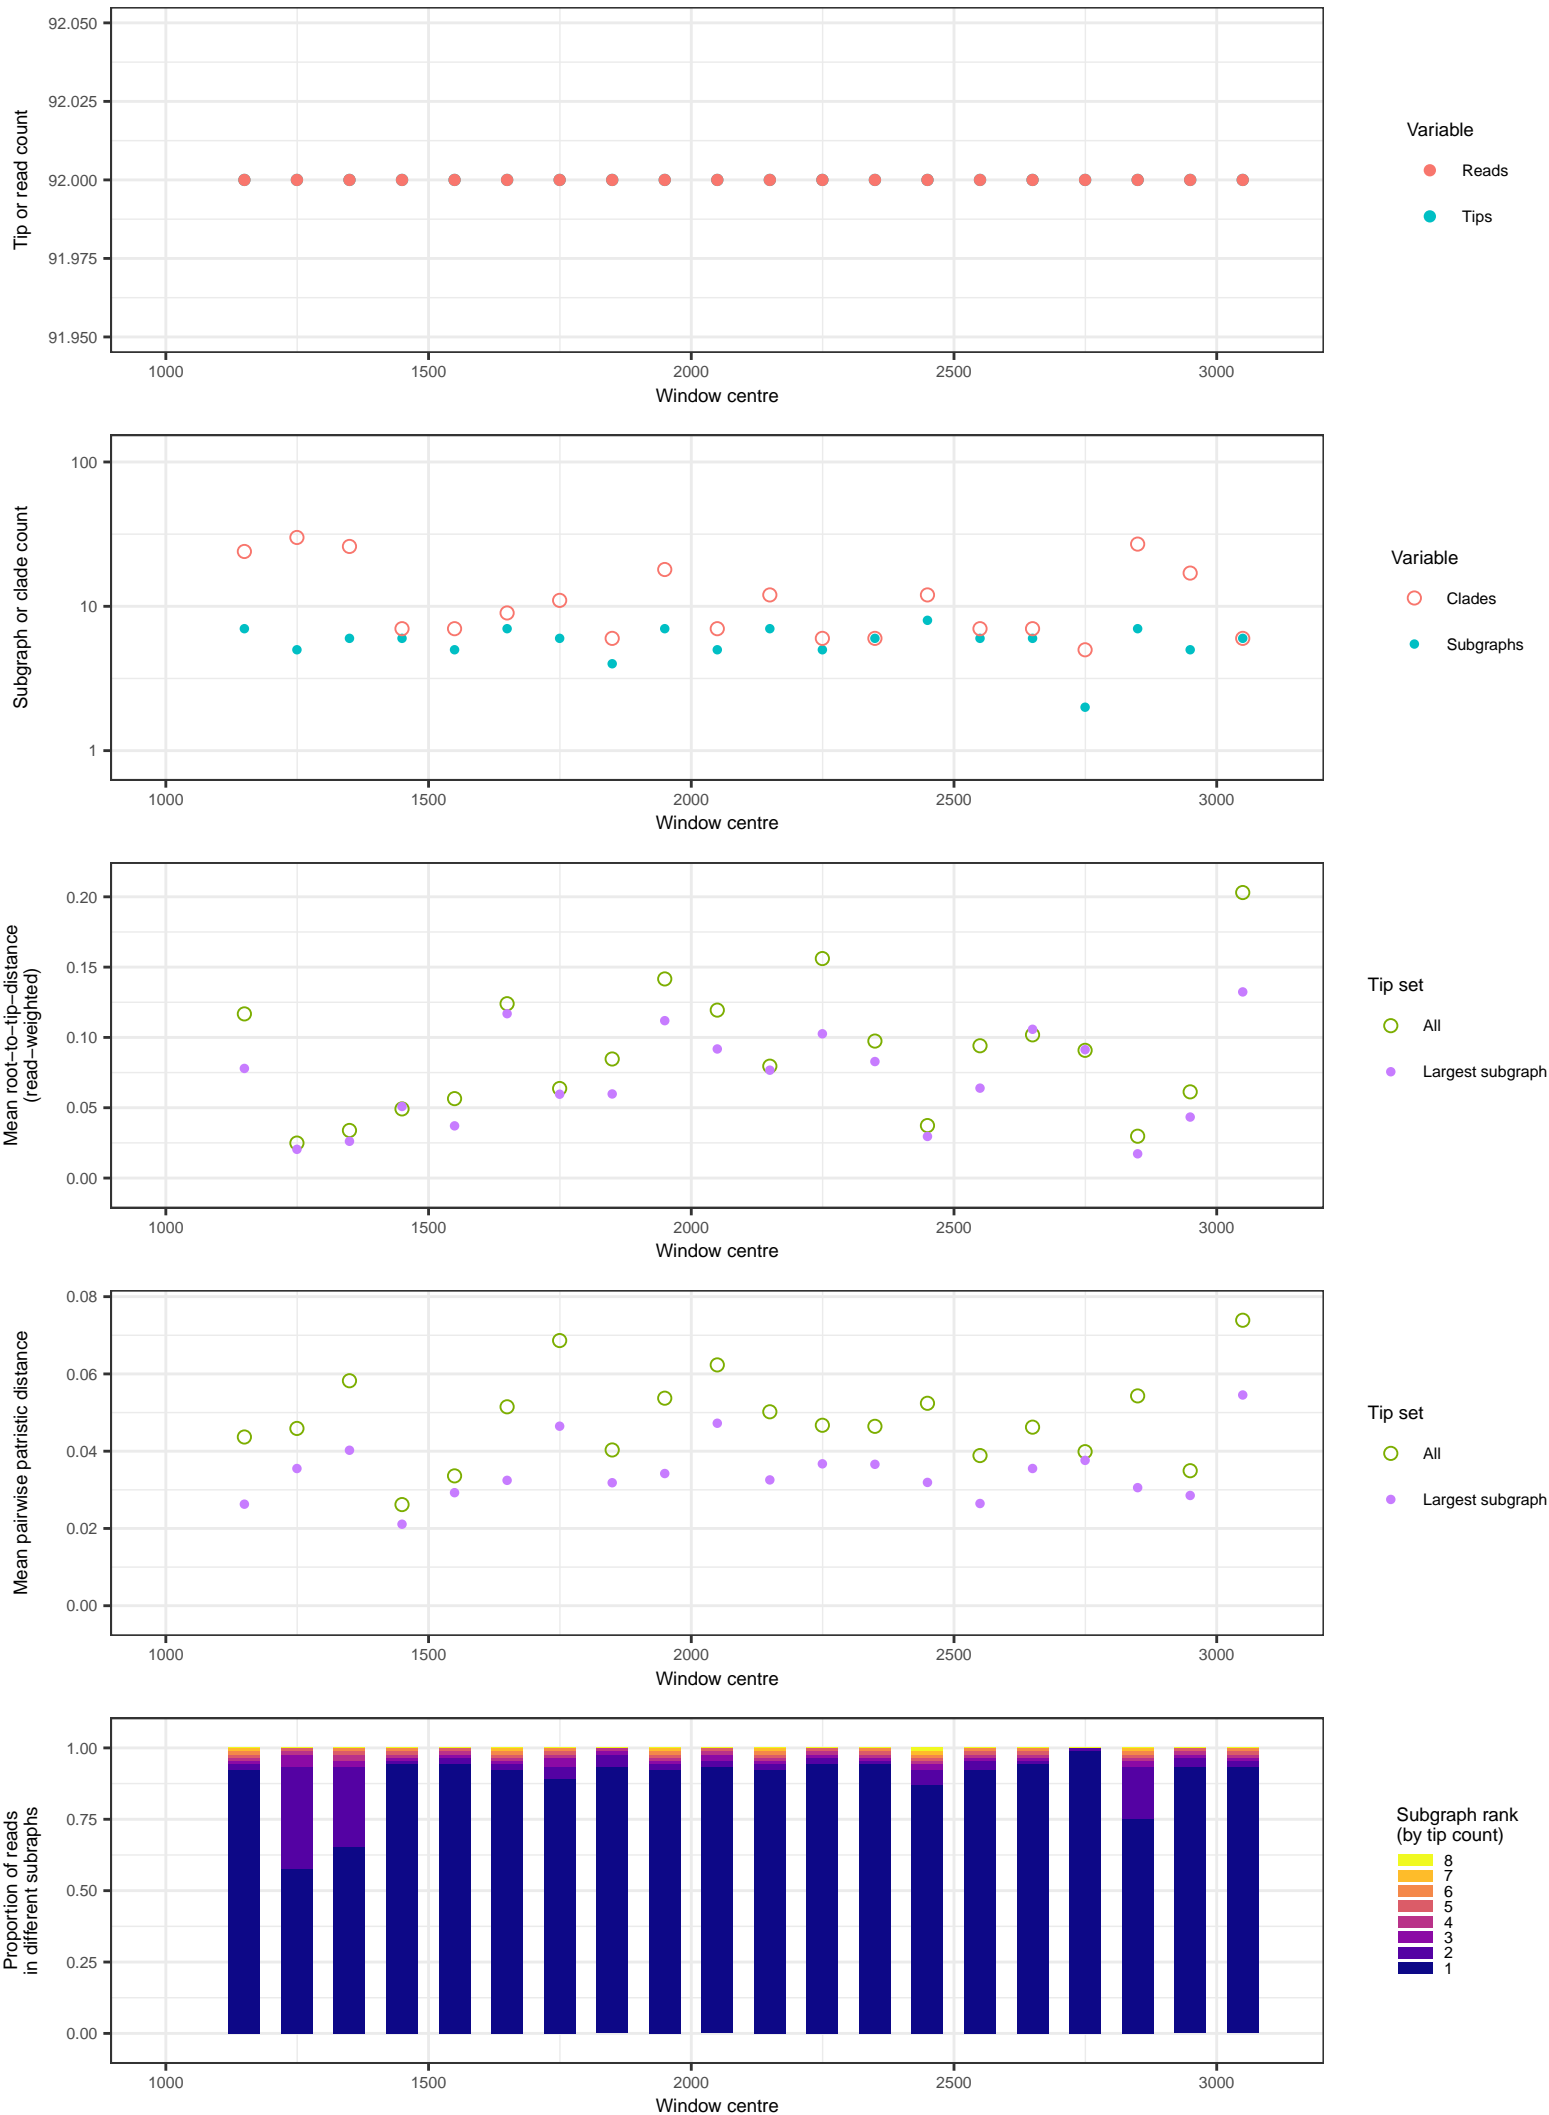 92.050
92.025
92.000
91.975
91.950
Tip or read count
1000 1500 2000 2500 3000
Window centre
Variable
Reads
Tips
100
10
1
Subgraph or clade count
1000 1500 2000 2500 3000
Window centre
Variable
Clades
Subgraphs
0.20
0.15
0.10
0.05
0.00
Mean root−to−tip−distance
(read−weighted)
1000 1500 2000 2500 3000
Window centre
Tip set
All
Largest subgraph
0.08
0.06
0.04
0.02
0.00
Mean pairwise patristic distance
1000 1500 2000 2500 3000
Window centre
Tip set
All
Largest subgraph
1.00
0.75
0.50
0.25
0.00
Proportion of reads
in different subraphs
1000 1500 2000 2500 3000
Window centre
Subgraph rank
(by tip count)
8
7
6
5
4
3
2
1